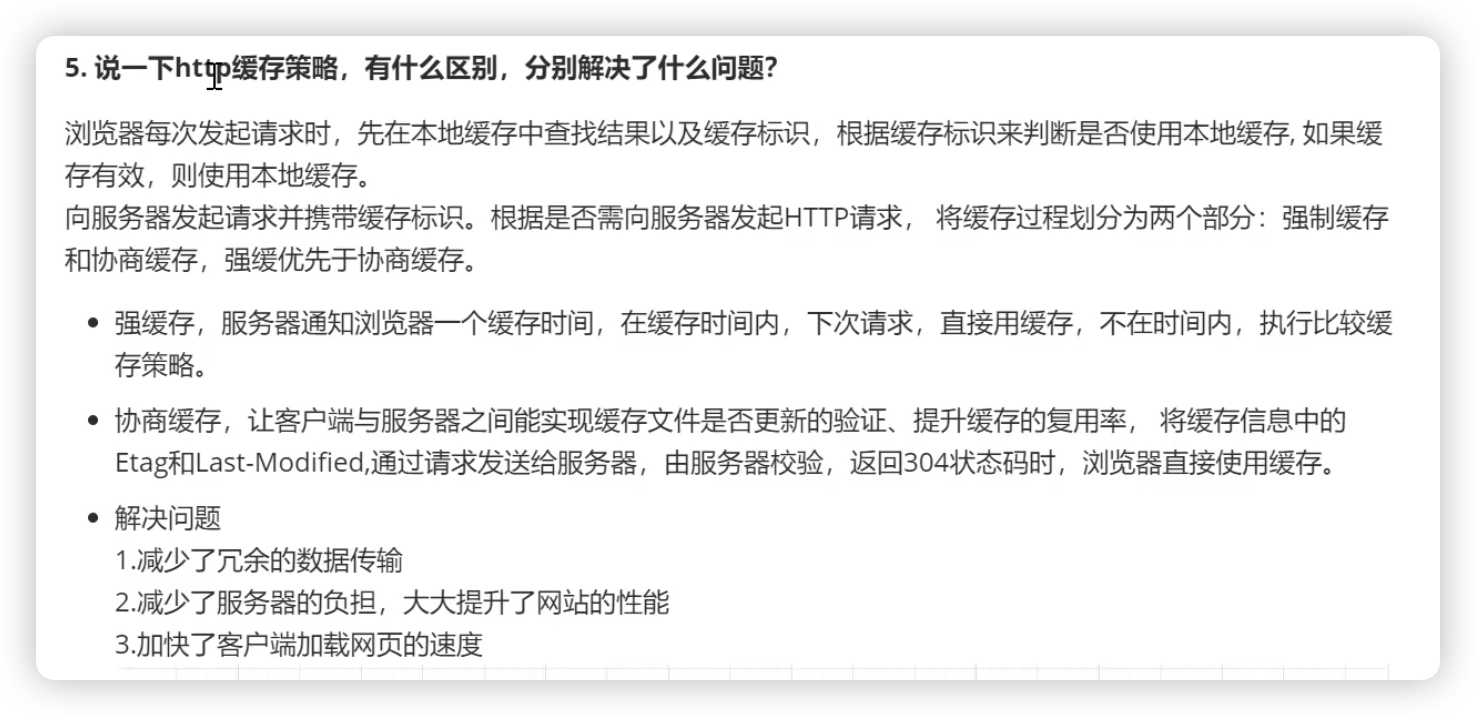 5. 说一下http缓存策略，有什么区别，分别解决了什么问题？
浏览器每次发起请求时，先在本地缓存中查找结果以及缓存标识，根据缓存标识来判断是否使用本地缓存, 如果缓
存有效，则使用本地缓存。
向服务器发起请求并携带缓存标识。根据是否需向服务器发起HTTP请求， 将缓存过程划分为两个部分：强制缓存
和协商缓存，强缓优先于协商缓存。
• 强缓存，服务器通知浏览器一个缓存时间，在缓存时间内，下次请求，直接用缓存，不在时间内，执行比较缓
存策略。
• 协商缓存，让客户端与服务器之间能实现缓存文件是否更新的验证、提升缓存的复用率， 将缓存信息中的
Etag和Last-Modified,通过请求发送给服务器，由服务器校验，返回304状态码时，浏览器直接使用缓存。
• 解决问题
1.减少了冗余的数据传输
2.减少了服务器的负担，大大提升了网站的性能
3.加快了客户端加载网页的速度